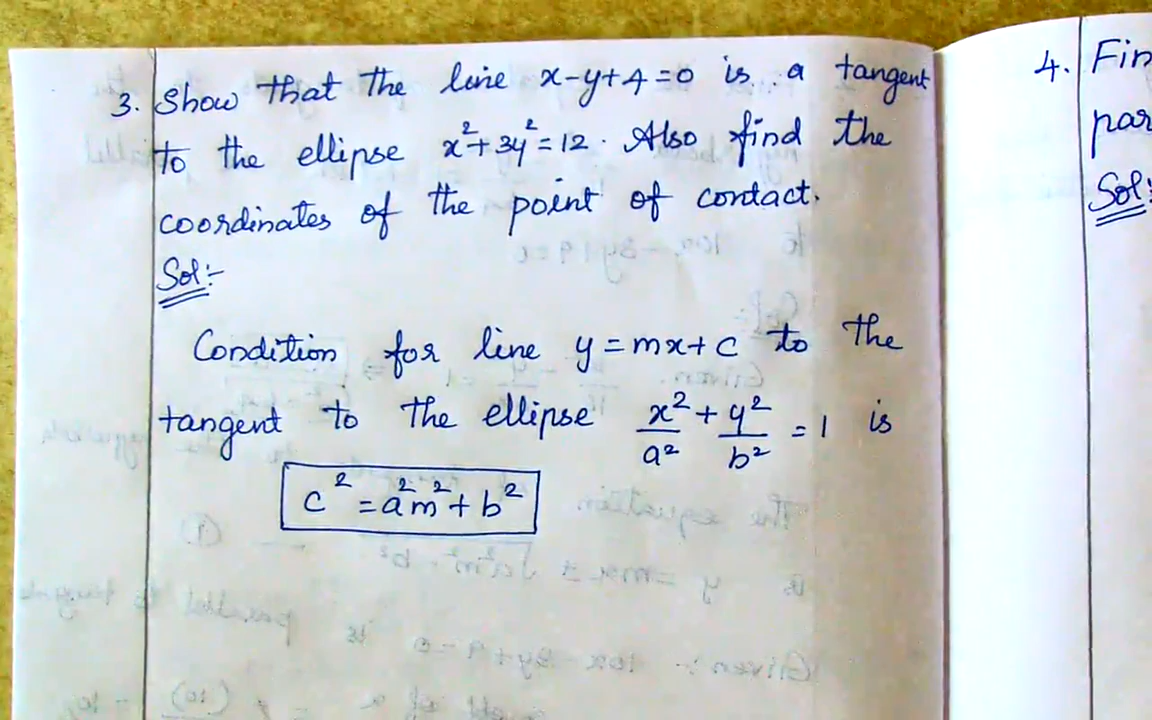 3. Show that the line x-y+4=0 is a tangent
to the ellipse x²+3y²=12. Also find the
coordinates of the point of contact.
Sol:-
Condition for line y=mx+c to the
tangent to the ellipse x²/a² + y²/b² = 1 is
c² = a²m² + b²
4. Fin
par
Sol: